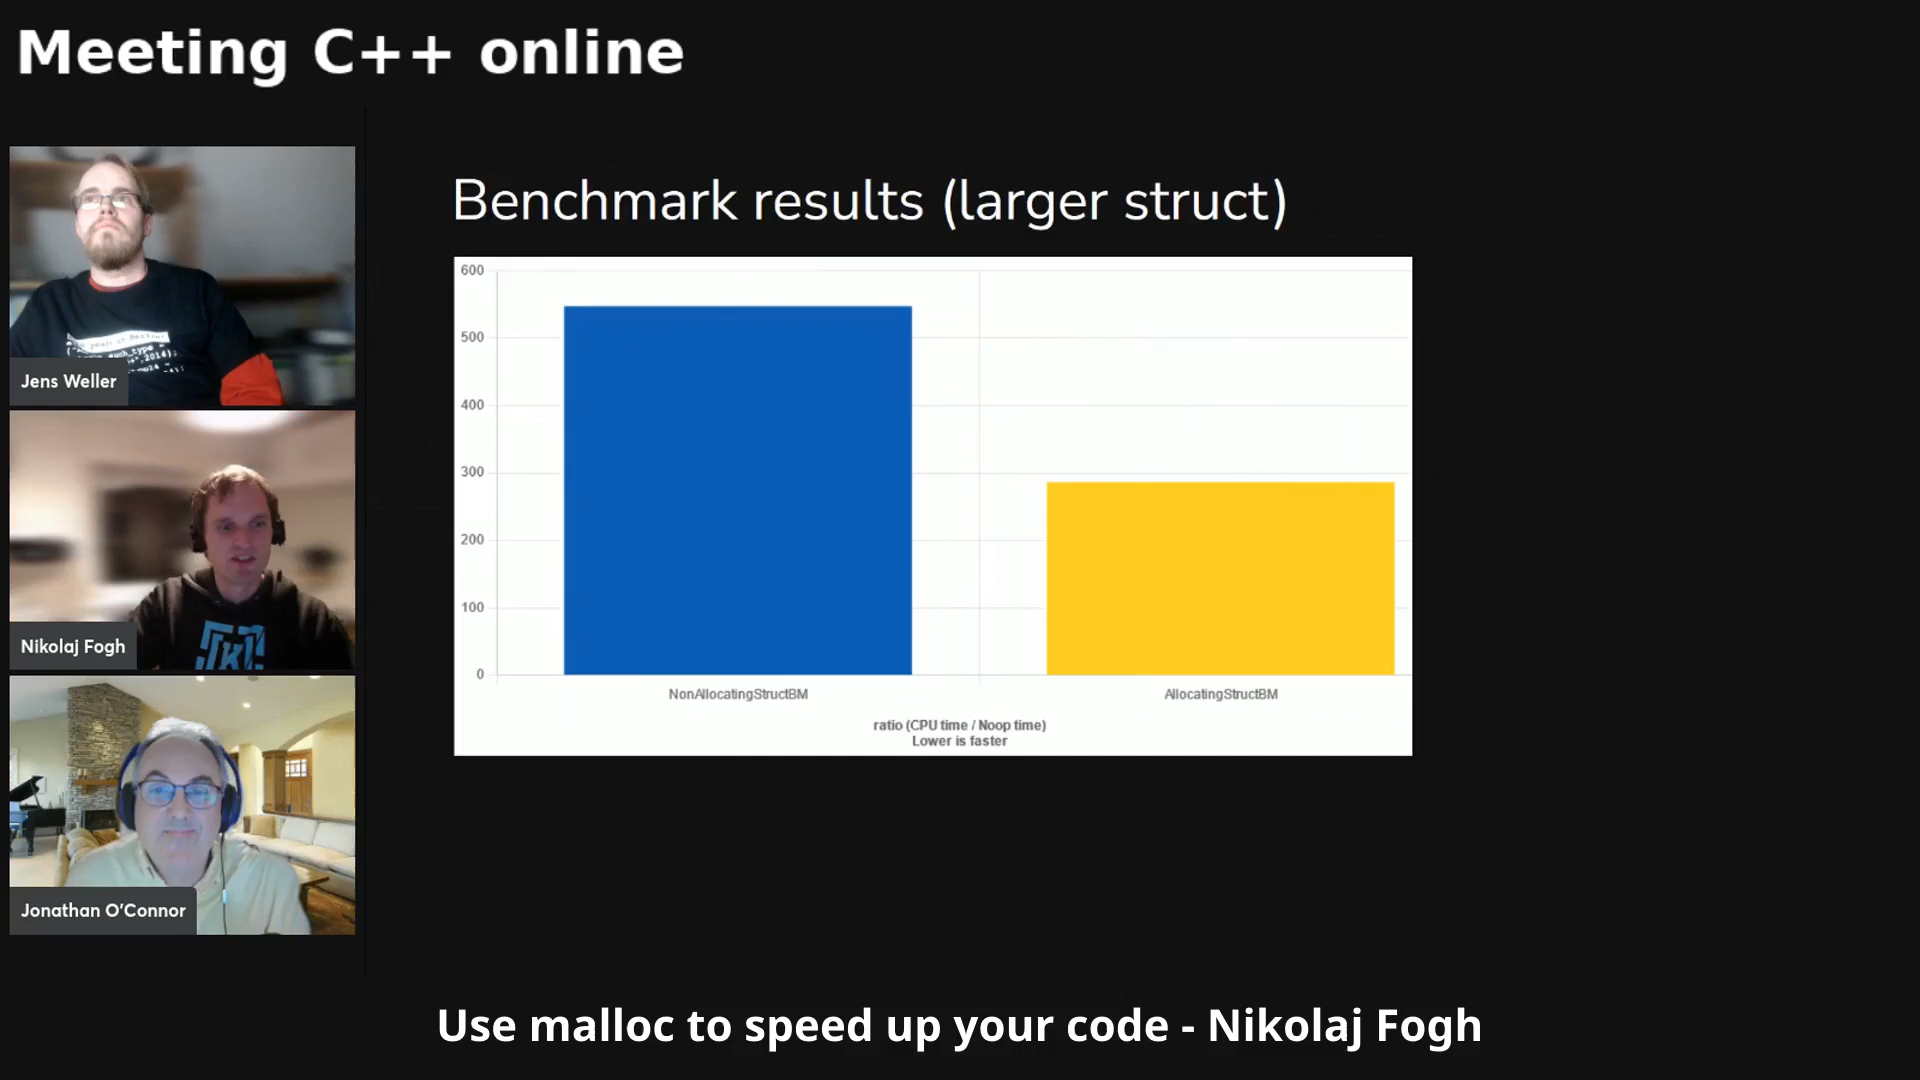 Meeting C++ online
Jens Weller
Nikolaj Fogh
Jonathan O'Connor
Benchmark results (larger struct)
600
500
400
300
200
100
0
NonAllocatingStructBM
AllocatingStructBM
ratio (CPU time / Noop time)
Lower is faster
Use malloc to speed up your code - Nikolaj Fogh